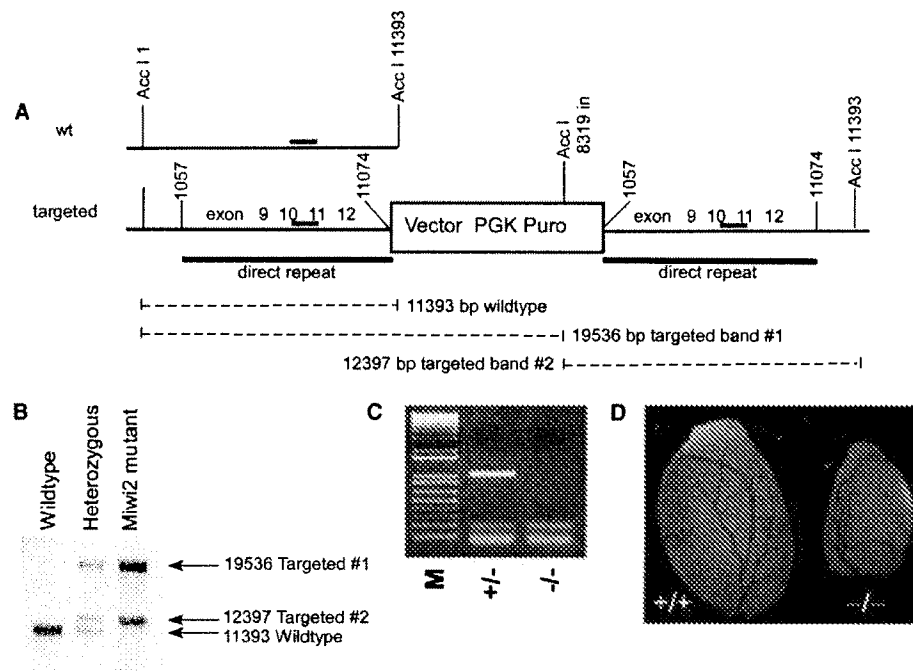 A
wt
Acc I 1
Acc I 11393
targeted
1057
exon 9 10 11 12
11074
Vector PGK Puro
Acc I
8319 in
1057
exon 9 10 11 12
11074
Acc I 11393
direct repeat
direct repeat
11393 bp wildtype
19536 bp targeted band #1
12397 bp targeted band #2
B
Wildtype
Heterozygous
Miwi2 mutant
19536 Targeted #1
12397 Targeted #2
11393 Wildtype
C
M
+/-
-/-
D
+/+
-/-